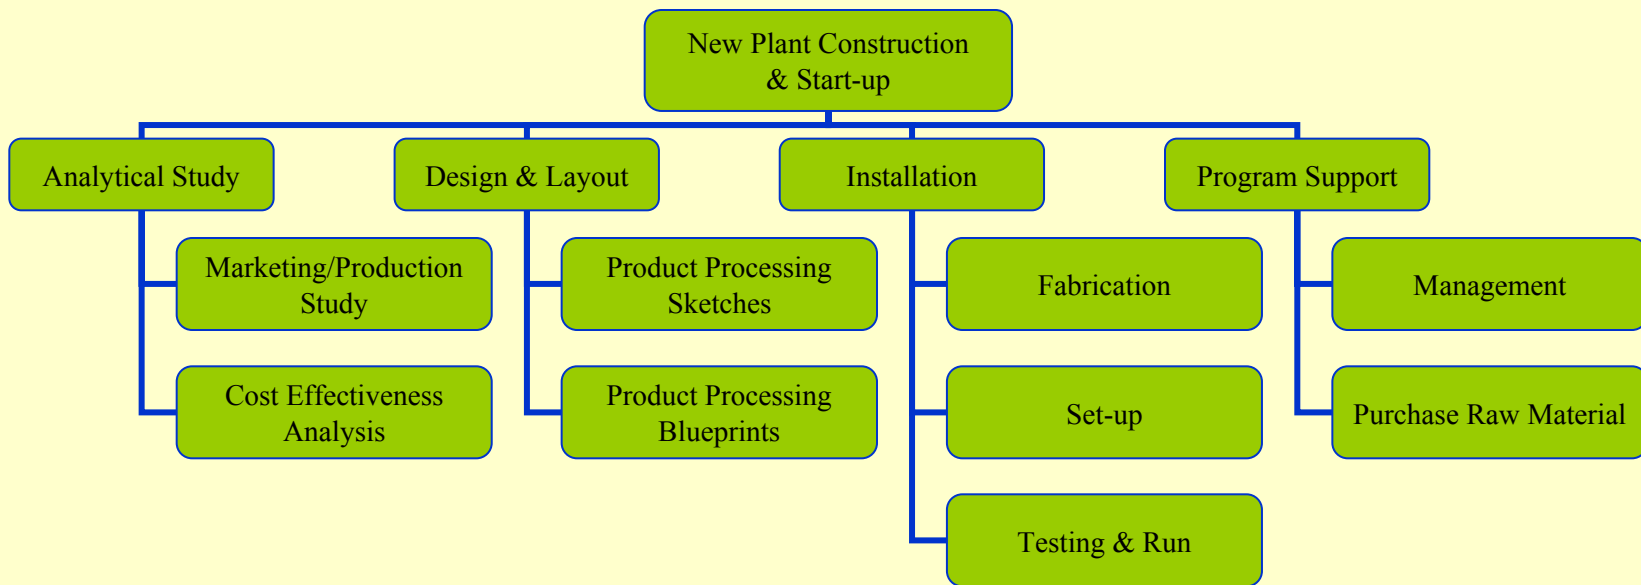 New Plant Construction
& Start-up
Analytical Study
Design & Layout
Installation
Program Support
Marketing/Production
Study
Product Processing
Sketches
Fabrication
Management
Cost Effectiveness
Analysis
Product Processing
Blueprints
Set-up
Purchase Raw Material
Testing & Run